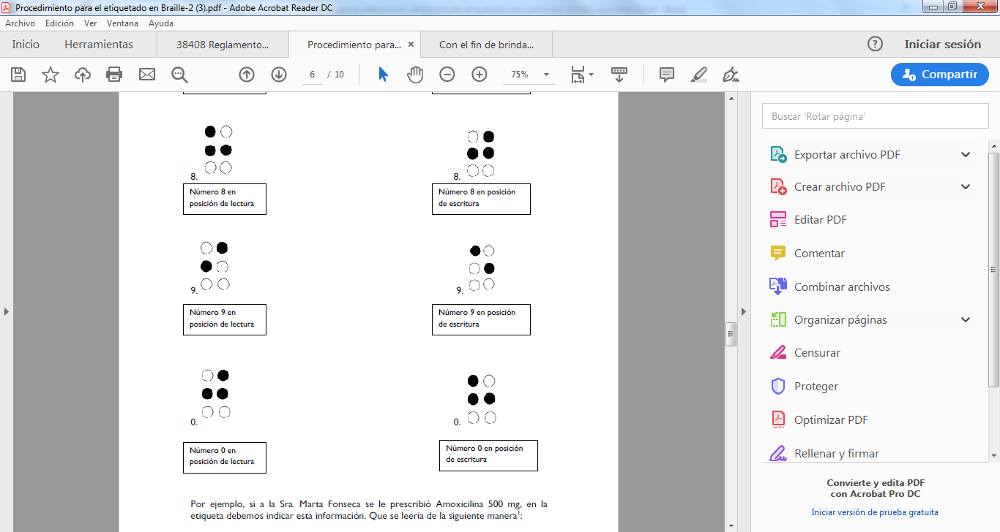 Procedimiento para el etiquetado en Braille-2 (3).pdf - Adobe Acrobat Reader DC
Archivo Edición Ver Ventana Ayuda
Inicio Herramientas 38408 Reglamento... Procedimiento para... × Con el fin de brinda... ? Iniciar sesión
6 / 10 75% Compartir
8. 8.
Número 8 en Número 8 en posición
posición de lectura de escritura
9. 9.
Número 9 en Número 9 en posición
posición de lectura de escritura
0. 0.
Número 0 en Número 0 en posición
posición de lectura de escritura
Por ejemplo, si a la Sra. Marta Fonseca se le prescribió Amoxicilina 500 mg, en la
etiqueta debemos indicar esta información. Que se leería de la siguiente manera¹:
Buscar 'Rotar página'
Exportar archivo PDF
Crear archivo PDF
Editar PDF
Comentar
Combinar archivos
Organizar páginas
Censurar
Proteger
Optimizar PDF
Rellenar y firmar
Convierte y edita PDF
con Acrobat Pro DC
Iniciar versión de prueba gratuita